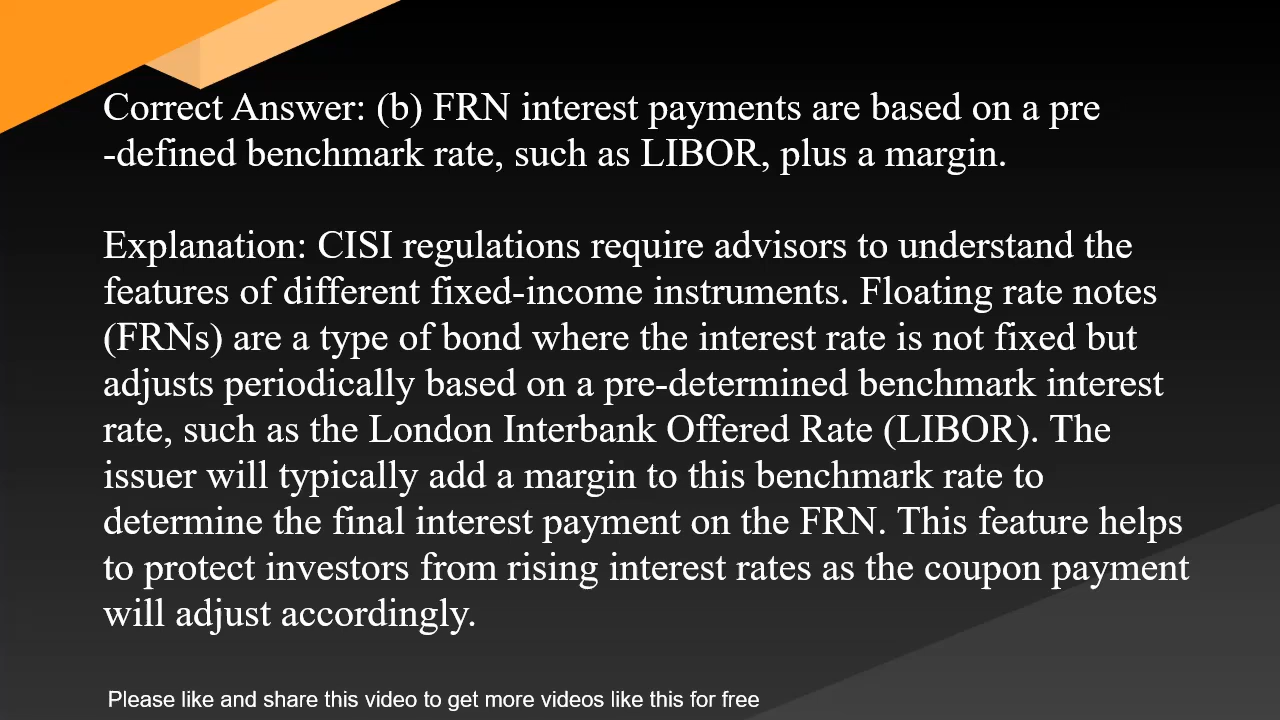 Correct Answer: (b) FRN interest payments are based on a pre
-defined benchmark rate, such as LIBOR, plus a margin.
Explanation: CISI regulations require advisors to understand the
features of different fixed-income instruments. Floating rate notes
(FRNs) are a type of bond where the interest rate is not fixed but
adjusts periodically based on a pre-determined benchmark interest
rate, such as the London Interbank Offered Rate (LIBOR). The
issuer will typically add a margin to this benchmark rate to
determine the final interest payment on the FRN. This feature helps
to protect investors from rising interest rates as the coupon payment
will adjust accordingly.
Please like and share this video to get more videos like this for free